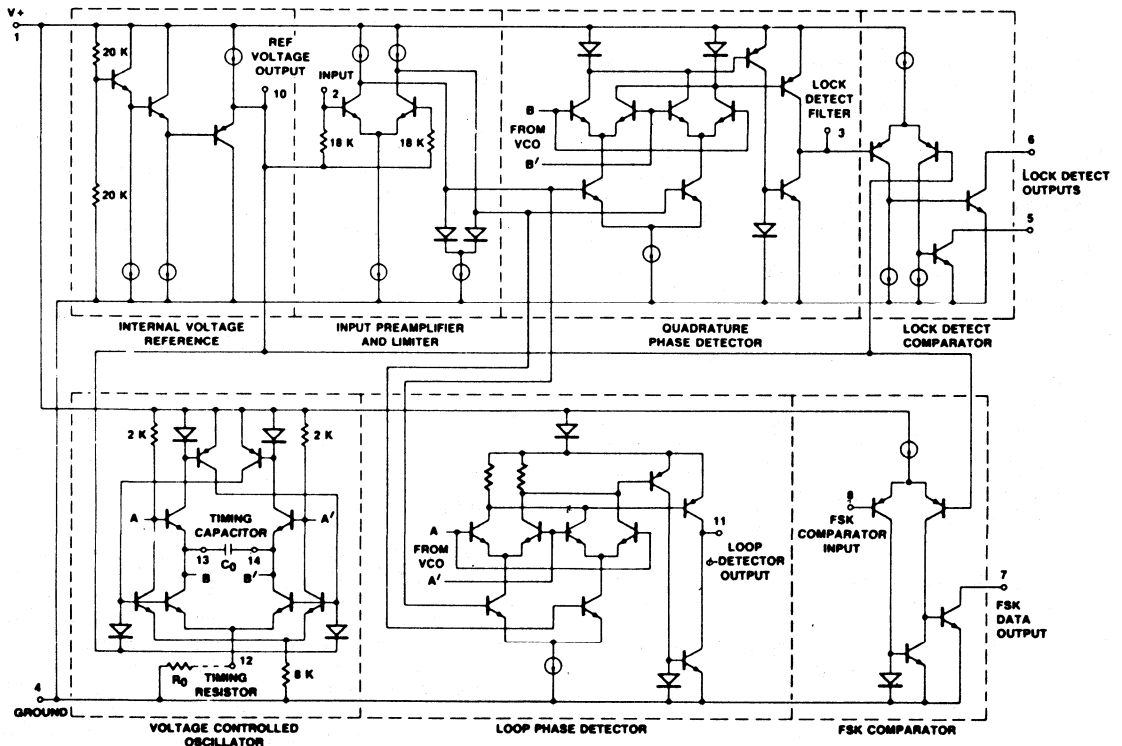 V+
1
20 K
20 K
REF
VOLTAGE
OUTPUT
10
INPUT
2
18 K
18 K
B
FROM
VCO
B'
LOCK
DETECT
FILTER
3
6
LOCK DETECT
OUTPUTS
5
INTERNAL VOLTAGE
REFERENCE
INPUT PREAMPLIFIER
AND LIMITER
QUADRATURE
PHASE DETECTOR
LOCK DETECT
COMPARATOR
2 K
2 K
A
TIMING
CAPACITOR
A'
13
C0
14
B
B'
12
R0
TIMING
RESISTOR
8 K
4
GROUND
A
FROM
VCO
A'
11
LOOP
ϕ-DETECTOR
OUTPUT
8
FSK
COMPARATOR
INPUT
7
FSK
DATA
OUTPUT
VOLTAGE CONTROLLED
OSCILLATOR
LOOP PHASE DETECTOR
FSK COMPARATOR